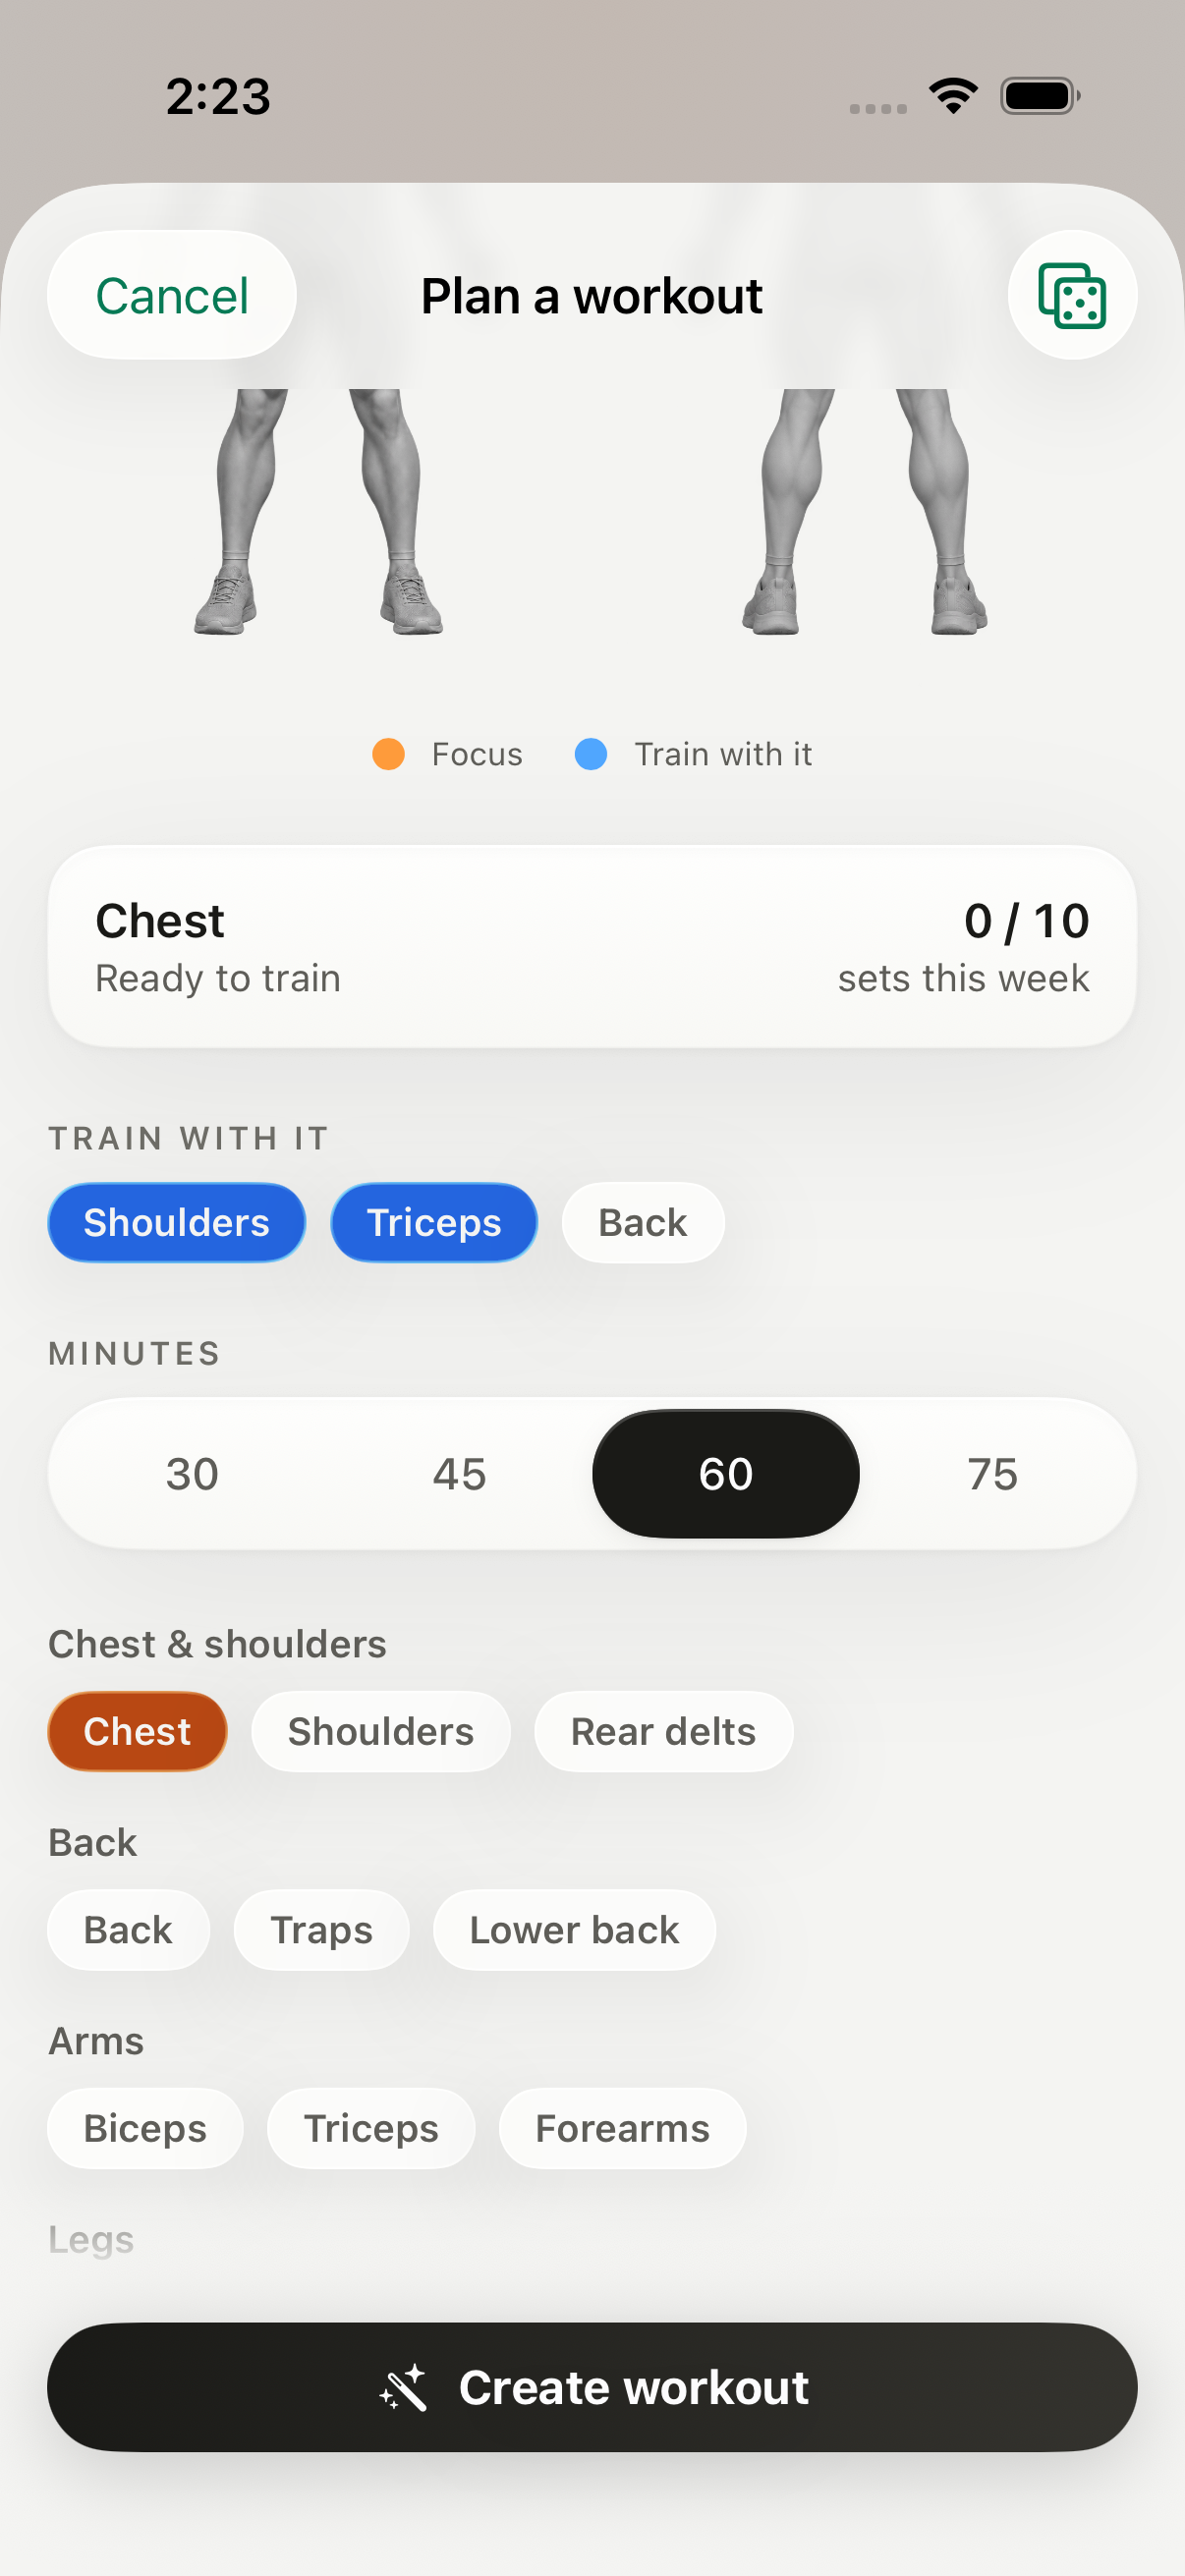 2:23
Cancel
Plan a workout
Focus
Train with it
Chest
0 / 10
Ready to train
sets this week
TRAIN WITH IT
Shoulders
Triceps
Back
MINUTES
30
45
60
75
Chest & shoulders
Chest
Shoulders
Rear delts
Back
Back
Traps
Lower back
Arms
Biceps
Triceps
Forearms
Legs
Create workout